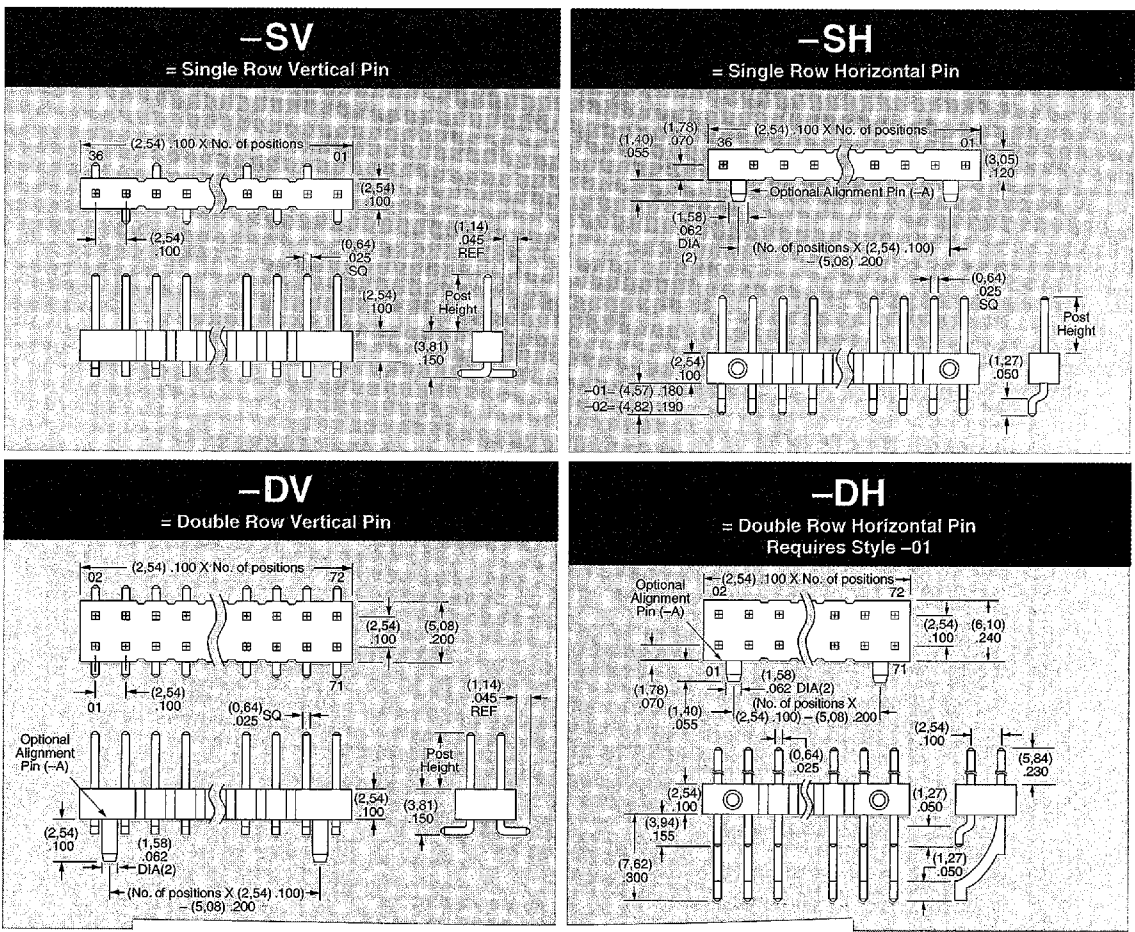 –SV
= Single Row Vertical Pin
(2,54) .100 X No. of positions
36
01
(2,54)
.100
(2,54)
.100
(0,64)
.025
SQ
(1,14)
.045
REF
(2,54)
.100
Post
Height
(3,81)
.150
–SH
= Single Row Horizontal Pin
(2,54) .100 X No. of positions
(1,78)
.070
(1,40)
.055
36
01
(3,05)
.120
Optional Alignment Pin (–A)
(1,58)
.062
DIA
(2)
(No. of positions X (2,54) .100)
– (5,08) .200
(0,64)
.025
SQ
Post
Height
(2,54)
.100
(1,27)
.050
–01= (4,57) .180
–02= (4,82) .190
–DV
= Double Row Vertical Pin
(2,54) .100 X No. of positions
02
72
(2,54)
.100
(5,08)
.200
01
71
(2,54)
.100
(0,64)
.025
SQ
(1,14)
.045
REF
Optional
Alignment
Pin (–A)
Post
Height
(2,54)
.100
(3,81)
.150
(2,54)
.100
(1,58)
.062
DIA(2)
(No. of positions X (2,54) .100)
– (5,08) .200
–DH
= Double Row Horizontal Pin
Requires Style –01
Optional
Alignment
Pin (–A)
(2,54) .100 X No. of positions
02
72
(2,54)
.100
(6,10)
.240
01
71
(1,78)
.070
(1,40)
.055
(1,58)
.062 DIA(2)
(No. of positions X
(2,54) .100) – (5,08) .200
(0,64)
.025
(2,54)
.100
(5,84)
.230
(2,54)
.100
(3,94)
.155
(7,62)
.300
(1,27)
.050
(1,27)
.050